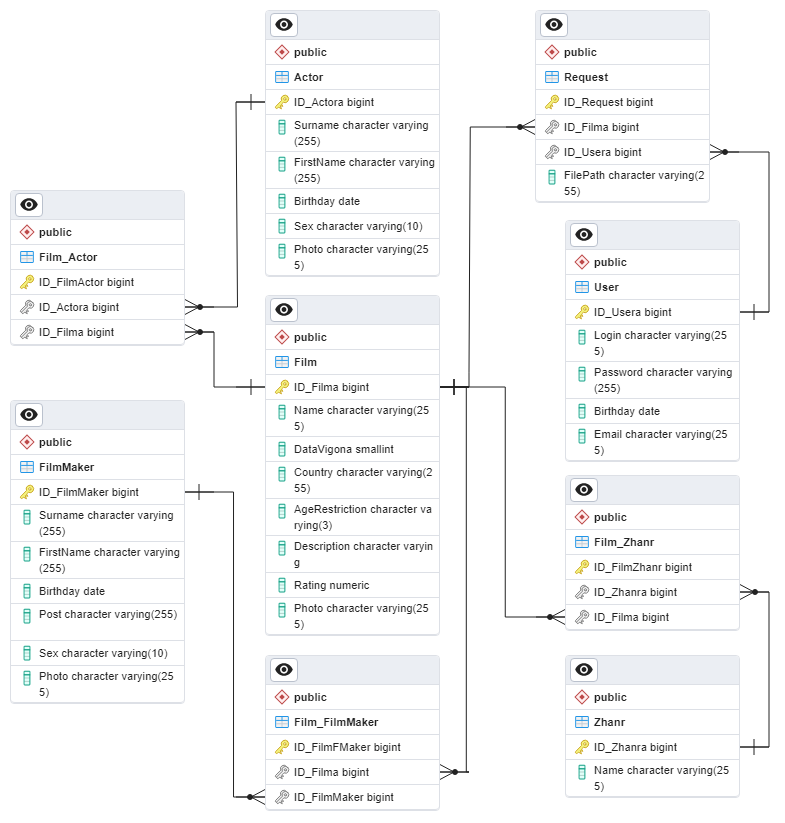 public
Actor
ID_Actora bigint
Surname character varying
(255)
FirstName character varying
(255)
Birthday date
Sex character varying(10)
Photo character varying(25
5)
public
Request
ID_Request bigint
ID_Filma bigint
ID_Usera bigint
FilePath character varying(2
55)
public
Film_Actor
ID_FilmActor bigint
ID_Actora bigint
ID_Filma bigint
public
User
ID_Usera bigint
Login character varying(25
5)
Password character varying
(255)
Birthday date
Email character varying(25
5)
public
Film
ID_Filma bigint
Name character varying(25
5)
DataVigona smallint
Country character varying(2
55)
AgeRestriction character va
rying(3)
Description character varyin
g
Rating numeric
Photo character varying(25
5)
public
FilmMaker
ID_FilmMaker bigint
Surname character varying
(255)
FirstName character varying
(255)
Birthday date
Post character varying(255)
Sex character varying(10)
Photo character varying(25
5)
public
Film_Zhanr
ID_FilmZhanr bigint
ID_Zhanra bigint
ID_Filma bigint
public
Film_FilmMaker
ID_FilmFMaker bigint
ID_Filma bigint
ID_FilmMaker bigint
public
Zhanr
ID_Zhanra bigint
Name character varying(25
5)